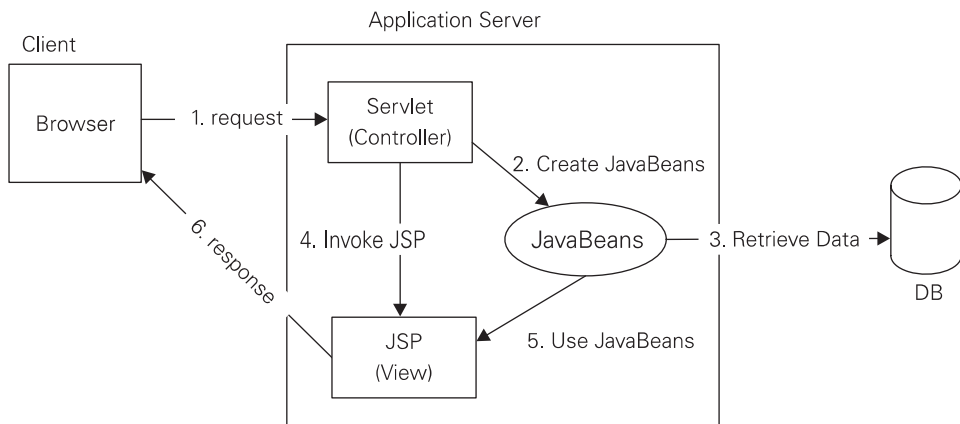 Application Server
Client
Browser
1. request
Servlet
(Controller)
2. Create JavaBeans
JavaBeans
3. Retrieve Data
DB
4. Invoke JSP
5. Use JavaBeans
JSP
(View)
6. response